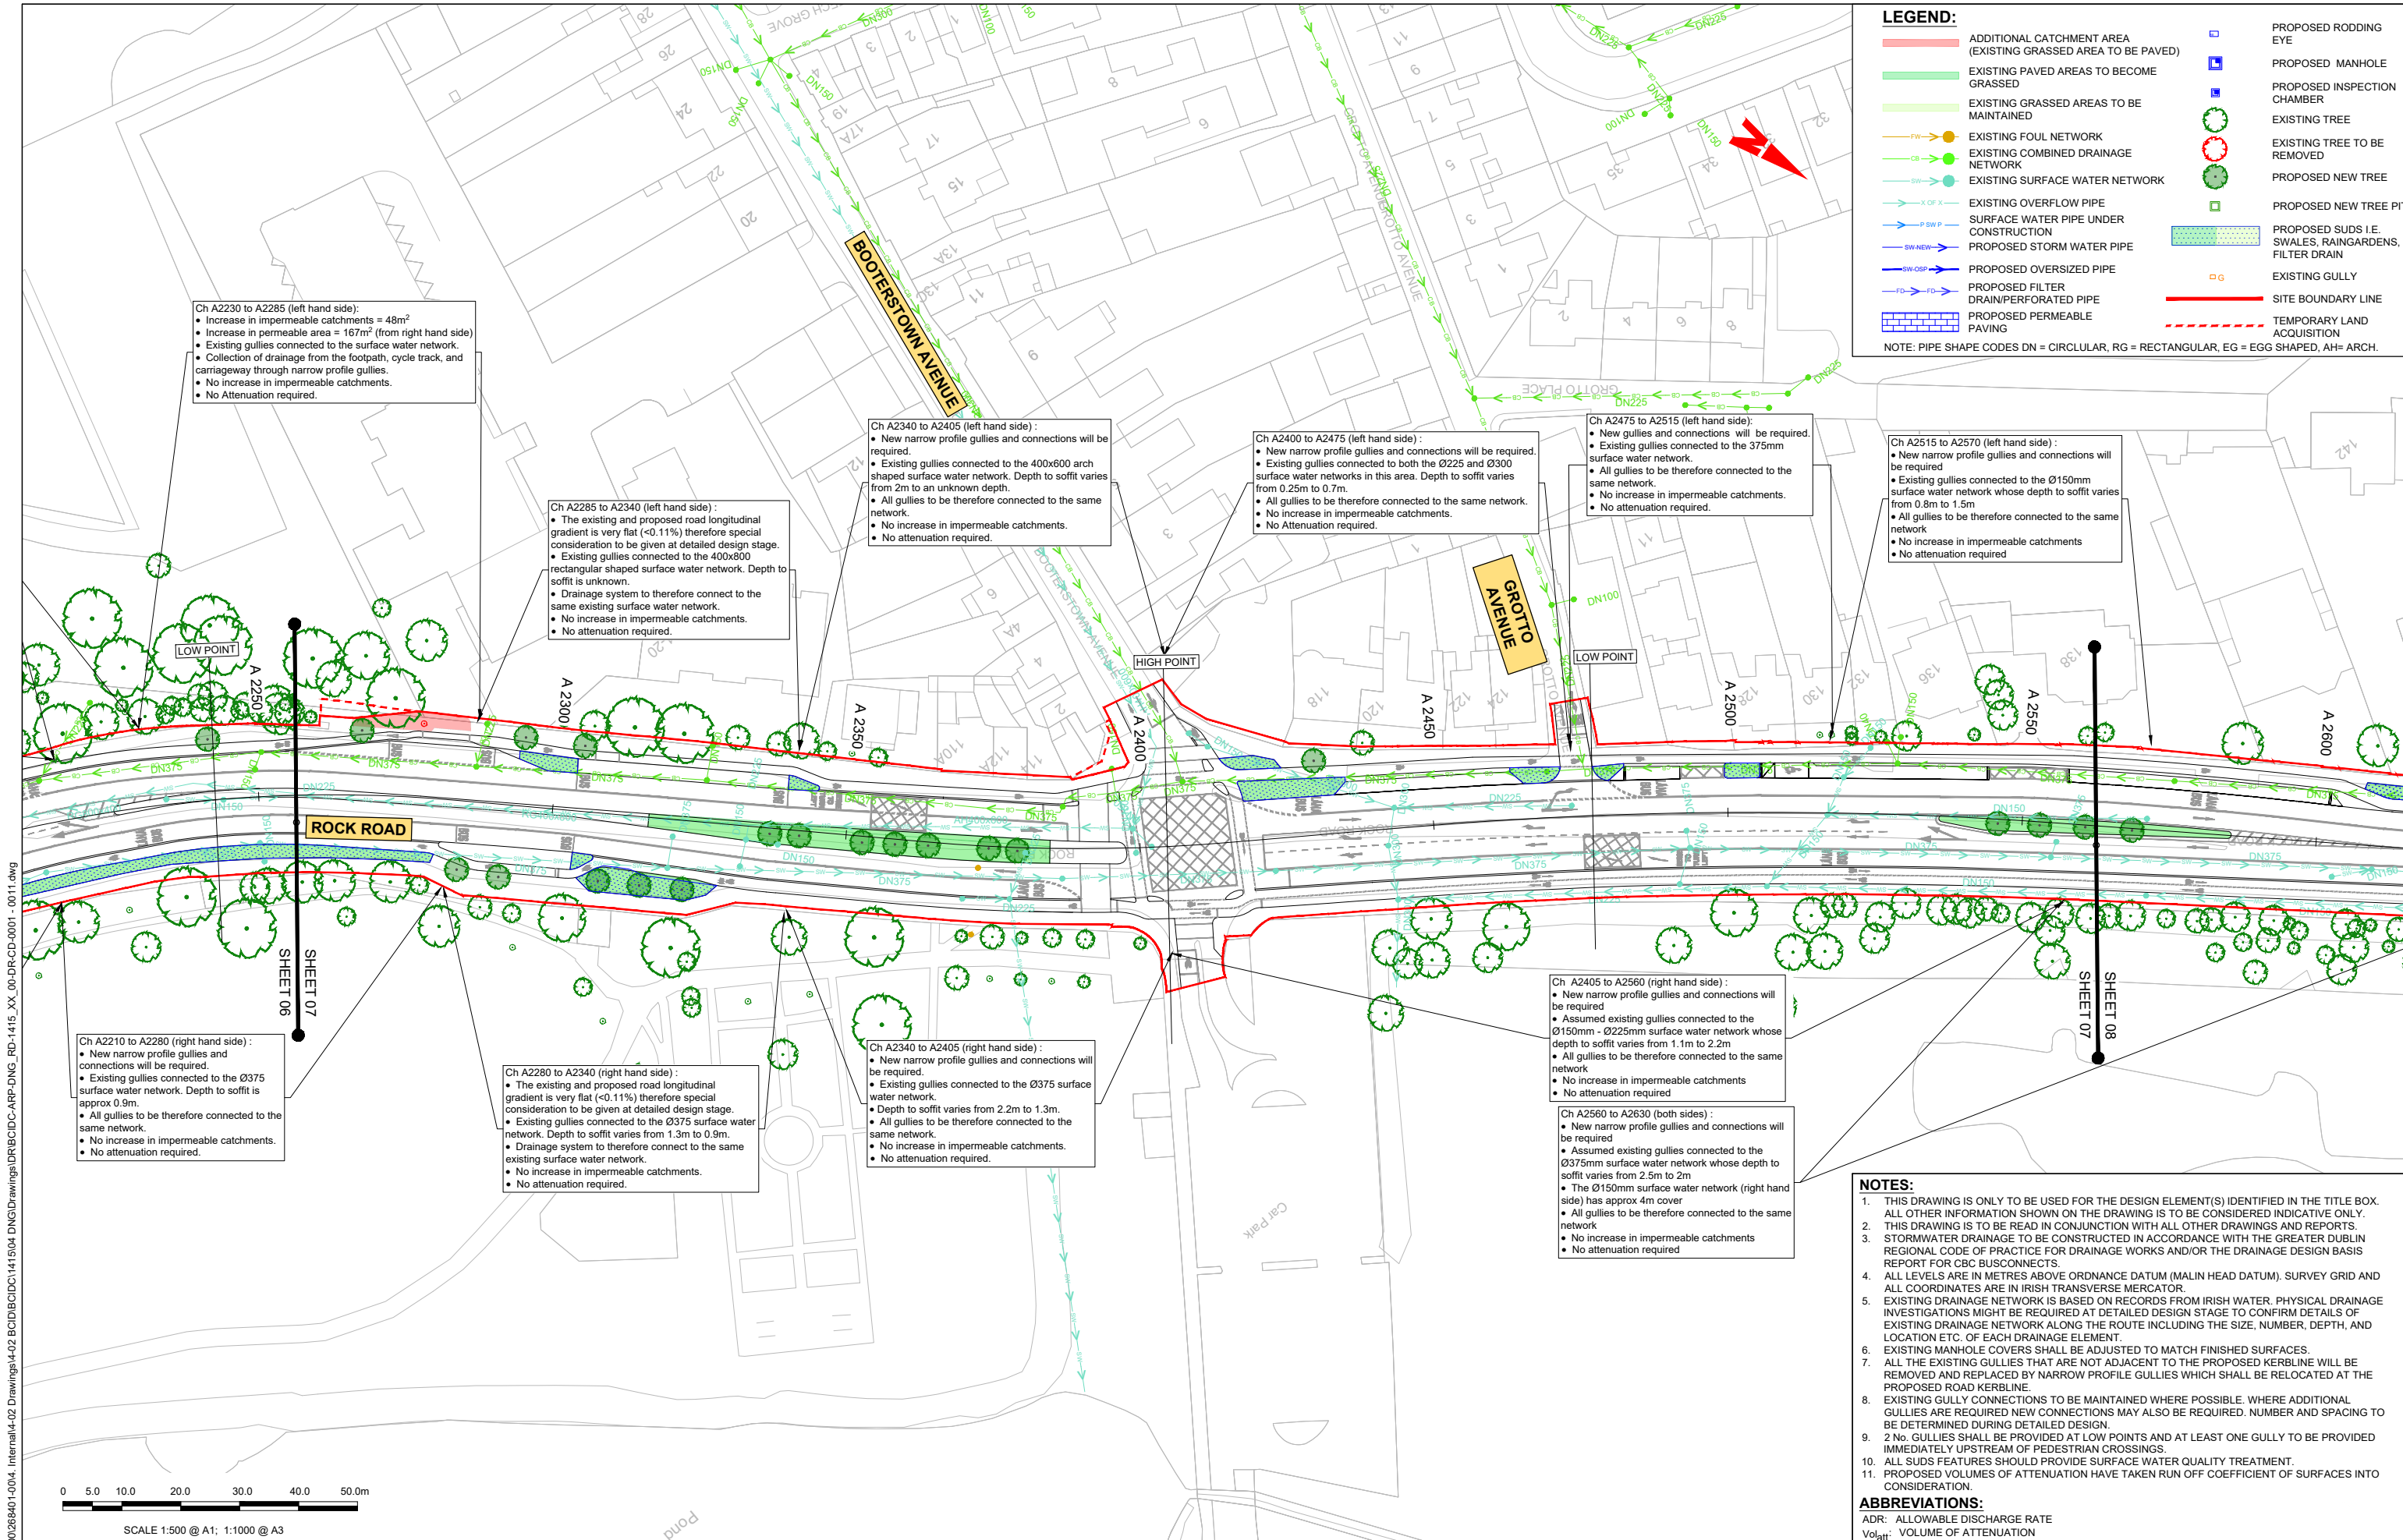 LEGEND:
ADDITIONAL CATCHMENT AREA
(EXISTING GRASSED AREA TO BE PAVED)
EXISTING PAVED AREAS TO BECOME
GRASSED
EXISTING GRASSED AREAS TO BE
MAINTAINED
EXISTING FOUL NETWORK
EXISTING COMBINED DRAINAGE
NETWORK
EXISTING SURFACE WATER NETWORK
EXISTING OVERFLOW PIPE
SURFACE WATER PIPE UNDER
CONSTRUCTION
PROPOSED STORM WATER PIPE
PROPOSED OVERSIZED PIPE
PROPOSED FILTER
DRAIN/PERFORATED PIPE
PROPOSED PERMEABLE
PAVING
PROPOSED RODDING
EYE
PROPOSED MANHOLE
PROPOSED INSPECTION
CHAMBER
EXISTING TREE
EXISTING TREE TO BE
REMOVED
PROPOSED NEW TREE
PROPOSED NEW TREE PIT
PROPOSED SUDS I.E.
SWALES, RAINGARDENS,
FILTER DRAIN
EXISTING GULLY
SITE BOUNDARY LINE
TEMPORARY LAND
ACQUISITION
NOTE: PIPE SHAPE CODES DN = CIRCLULAR, RG = RECTANGULAR, EG = EGG SHAPED, AH= ARCH.
Ch A2230 to A2285 (left hand side):
• Increase in impermeable catchments = 48m²
• Increase in permeable area = 167m² (from right hand side)
• Existing gullies connected to the surface water network.
• Collection of drainage from the footpath, cycle track, and
carriageway through narrow profile gullies.
• No increase in impermeable catchments.
• No Attenuation required.
Ch A2285 to A2340 (left hand side) :
• The existing and proposed road longitudinal
gradient is very flat (<0.11%) therefore special
consideration to be given at detailed design stage.
• Existing gullies connected to the 400x800
rectangular shaped surface water network. Depth to
soffit is unknown.
• Drainage system to therefore connect to the
same existing surface water network.
• No increase in impermeable catchments.
• No attenuation required.
Ch A2340 to A2405 (left hand side) :
• New narrow profile gullies and connections will be
required.
• Existing gullies connected to the 400x600 arch
shaped surface water network. Depth to soffit varies
from 2m to an unknown depth.
• All gullies to be therefore connected to the same
network.
• No increase in impermeable catchments.
• No attenuation required.
Ch A2400 to A2475 (left hand side) :
• New narrow profile gullies and connections will be required.
• Existing gullies connected to both the Ø225 and Ø300
surface water networks in this area. Depth to soffit varies
from 0.25m to 0.7m.
• All gullies to be therefore connected to the same network.
• No increase in impermeable catchments.
• No Attenuation required.
Ch A2475 to A2515 (left hand side):
• New gullies and connections will be required.
• Existing gullies connected to the 375mm
surface water network.
• All gullies to be therefore connected to the
same network.
• No increase in impermeable catchments.
• No attenuation required.
Ch A2515 to A2570 (left hand side) :
• New narrow profile gullies and connections will
be required
• Existing gullies connected to the Ø150mm
surface water network whose depth to soffit varies
from 0.8m to 1.5m
• All gullies to be therefore connected to the same
network
• No increase in impermeable catchments
• No attenuation required
BOOTERSTOWN AVENUE
GROTTO
AVENUE
ROCK ROAD
LOW POINT
HIGH POINT
LOW POINT
A 2250
A 2300
A 2350
A 2400
A 2450
A 2500
A 2550
A 2600
SHEET 07
SHEET 06
SHEET 08
SHEET 07
GROTTO PLACE
GROTTO AVENUE
BOOTERSTOWN AVENUE
Car Park
Pond
Ch A2210 to A2280 (right hand side) :
• New narrow profile gullies and
connections will be required.
• Existing gullies connected to the Ø375
surface water network. Depth to soffit is
approx 0.9m.
• All gullies to be therefore connected to the
same network.
• No increase in impermeable catchments.
• No attenuation required.
Ch A2280 to A2340 (right hand side) :
• The existing and proposed road longitudinal
gradient is very flat (<0.11%) therefore special
consideration to be given at detailed design stage.
• Existing gullies connected to the Ø375 surface water
network. Depth to soffit varies from 1.3m to 0.9m.
• Drainage system to therefore connect to the same
existing surface water network.
• No increase in impermeable catchments.
• No attenuation required.
Ch A2340 to A2405 (right hand side) :
• New narrow profile gullies and connections will
be required.
• Existing gullies connected to the Ø375 surface
water network.
• Depth to soffit varies from 2.2m to 1.3m.
• All gullies to be therefore connected to the
same network.
• No increase in impermeable catchments.
• No attenuation required.
Ch A2405 to A2560 (right hand side) :
• New narrow profile gullies and connections will
be required
• Assumed existing gullies connected to the
Ø150mm - Ø225mm surface water network whose
depth to soffit varies from 1.1m to 2.2m
• All gullies to be therefore connected to the same
network
• No increase in impermeable catchments
• No attenuation required
Ch A2560 to A2630 (both sides) :
• New narrow profile gullies and connections will
be required
• Assumed existing gullies connected to the
Ø375mm surface water network whose depth to
soffit varies from 2.5m to 2m
• The Ø150mm surface water network (right hand
side) has approx 4m cover
• All gullies to be therefore connected to the same
network
• No increase in impermeable catchments
• No attenuation required
NOTES:
1. THIS DRAWING IS ONLY TO BE USED FOR THE DESIGN ELEMENT(S) IDENTIFIED IN THE TITLE BOX.
ALL OTHER INFORMATION SHOWN ON THE DRAWING IS TO BE CONSIDERED INDICATIVE ONLY.
2. THIS DRAWING IS TO BE READ IN CONJUNCTION WITH ALL OTHER DRAWINGS AND REPORTS.
3. STORMWATER DRAINAGE TO BE CONSTRUCTED IN ACCORDANCE WITH THE GREATER DUBLIN
REGIONAL CODE OF PRACTICE FOR DRAINAGE WORKS AND/OR THE DRAINAGE DESIGN BASIS
REPORT FOR CBC BUSCONNECTS.
4. ALL LEVELS ARE IN METRES ABOVE ORDNANCE DATUM (MALIN HEAD DATUM). SURVEY GRID AND
ALL COORDINATES ARE IN IRISH TRANSVERSE MERCATOR.
5. EXISTING DRAINAGE NETWORK IS BASED ON RECORDS FROM IRISH WATER. PHYSICAL DRAINAGE
INVESTIGATIONS MIGHT BE REQUIRED AT DETAILED DESIGN STAGE TO CONFIRM DETAILS OF
EXISTING DRAINAGE NETWORK ALONG THE ROUTE INCLUDING THE SIZE, NUMBER, DEPTH, AND
LOCATION ETC. OF EACH DRAINAGE ELEMENT.
6. EXISTING MANHOLE COVERS SHALL BE ADJUSTED TO MATCH FINISHED SURFACES.
7. ALL THE EXISTING GULLIES THAT ARE NOT ADJACENT TO THE PROPOSED KERBLINE WILL BE
REMOVED AND REPLACED BY NARROW PROFILE GULLIES WHICH SHALL BE RELOCATED AT THE
PROPOSED ROAD KERBLINE.
8. EXISTING GULLY CONNECTIONS TO BE MAINTAINED WHERE POSSIBLE. WHERE ADDITIONAL
GULLIES ARE REQUIRED NEW CONNECTIONS MAY ALSO BE REQUIRED. NUMBER AND SPACING TO
BE DETERMINED DURING DETAILED DESIGN.
9. 2 No. GULLIES SHALL BE PROVIDED AT LOW POINTS AND AT LEAST ONE GULLY TO BE PROVIDED
IMMEDIATELY UPSTREAM OF PEDESTRIAN CROSSINGS.
10. ALL SUDS FEATURES SHOULD PROVIDE SURFACE WATER QUALITY TREATMENT.
11. PROPOSED VOLUMES OF ATTENUATION HAVE TAKEN RUN OFF COEFFICIENT OF SURFACES INTO
CONSIDERATION.
ABBREVIATIONS:
ADR: ALLOWABLE DISCHARGE RATE
Volatt: VOLUME OF ATTENUATION
0 5.0 10.0 20.0 30.0 40.0 50.0m
SCALE 1:500 @ A1; 1:1000 @ A3